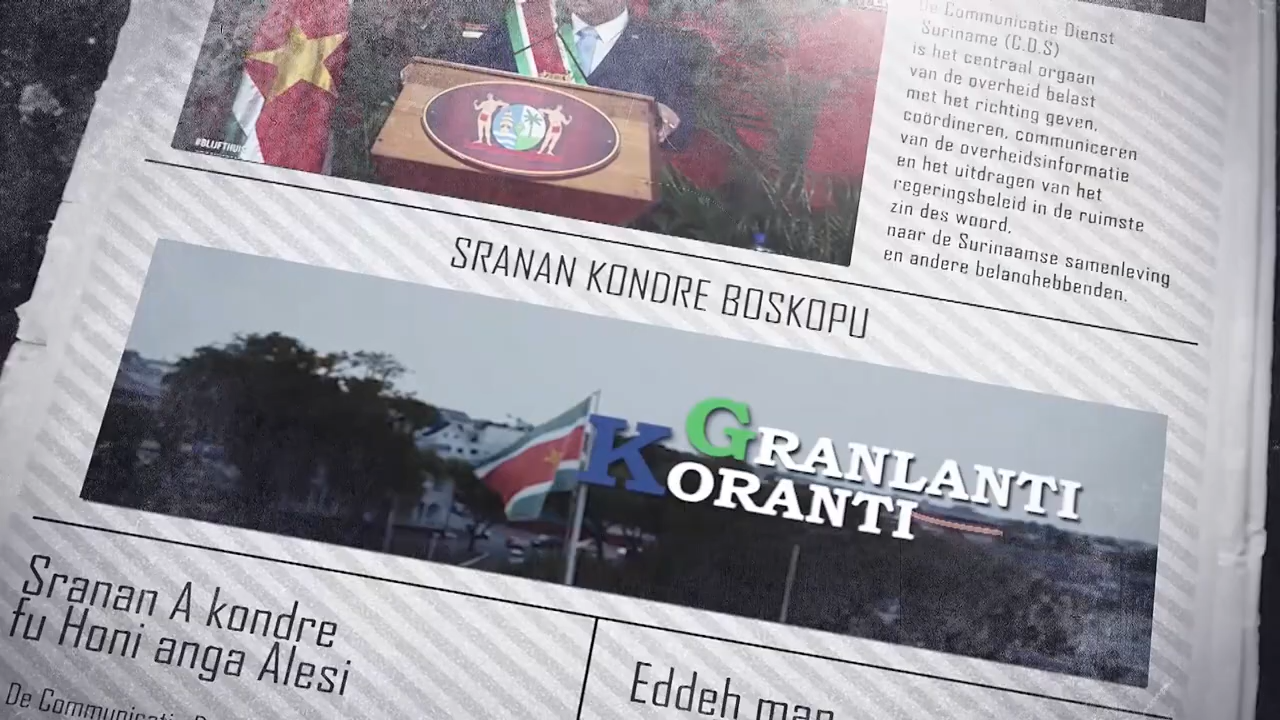 De Communicatie Dienst
Suriname (C.D.S)
is het centraal orgaan
van de overheid belast
met het richting geven,
coördineren, communiceren
van de overheidsinformatie
en het uitdragen van het
regeringsbeleid in de ruimste
zin des woord,
naar de Surinaamse samenleving
en andere belanghebbenden.
SRANAN KONDRE BOSKOPU
GRANLANTI
KORANTI
Sranan A kondre
fu Honi anga Alesi
Eddeh man